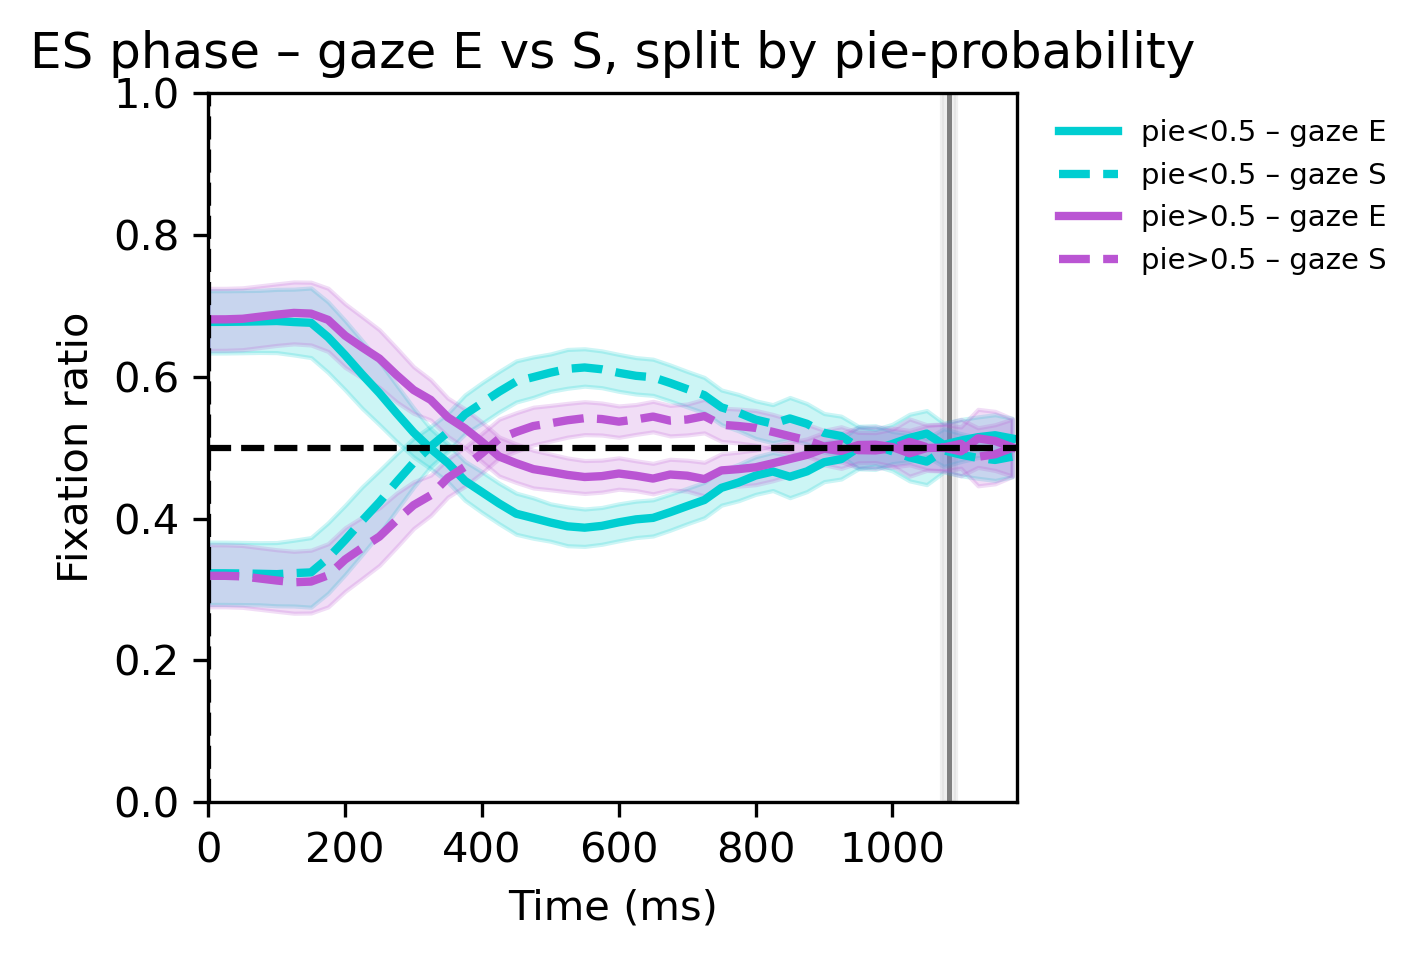 ES phase – gaze E vs S, split by pie-probability
1.0
0.8
0.6
0.4
0.2
0.0
Fixation ratio
0 200 400 600 800 1000
Time (ms)
pie<0.5 – gaze E
pie<0.5 – gaze S
pie>0.5 – gaze E
pie>0.5 – gaze S